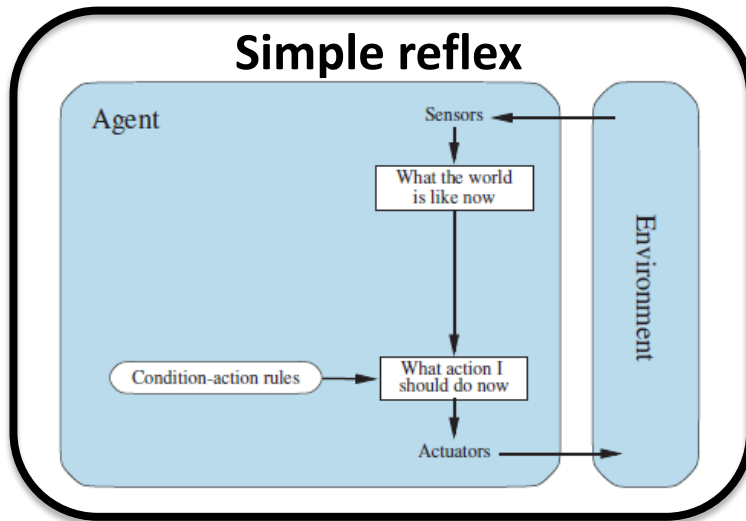 Simple reflex
Agent
Sensors
What the world
is like now
Environment
Condition-action rules
What action I
should do now
Actuators